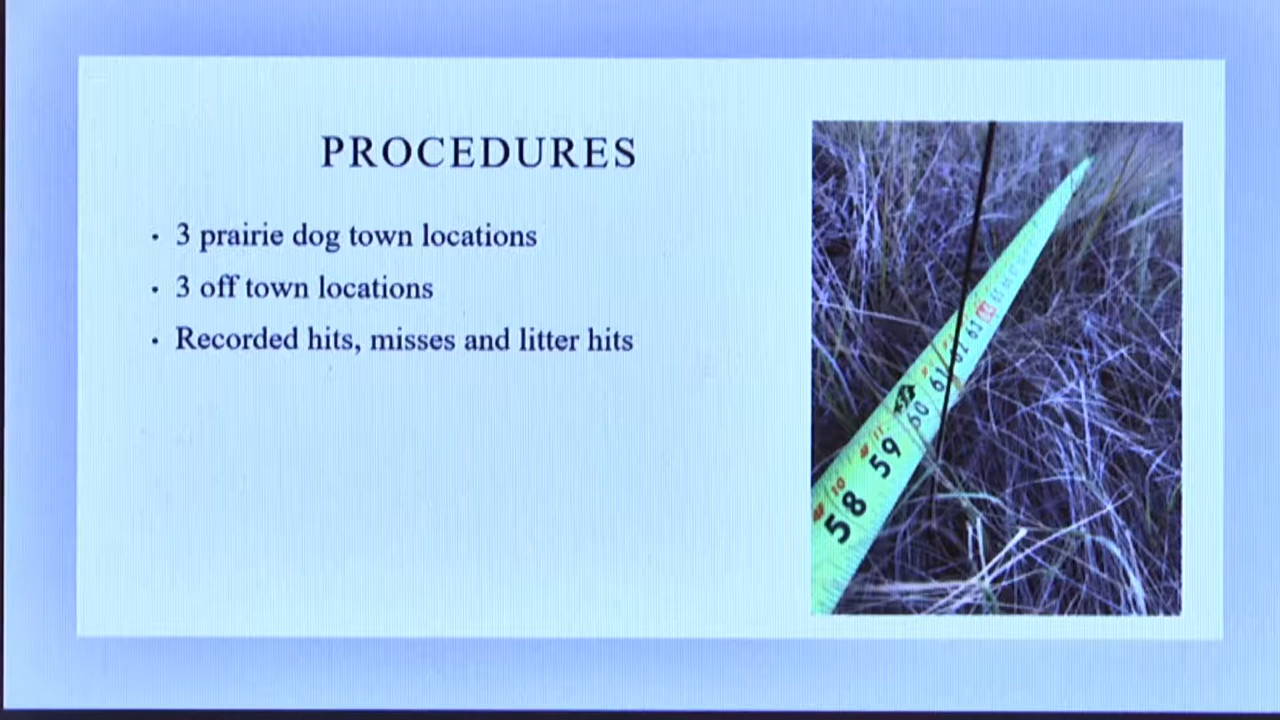 PROCEDURES
• 3 prairie dog town locations
• 3 off town locations
• Recorded hits, misses and litter hits
58
59
60
61